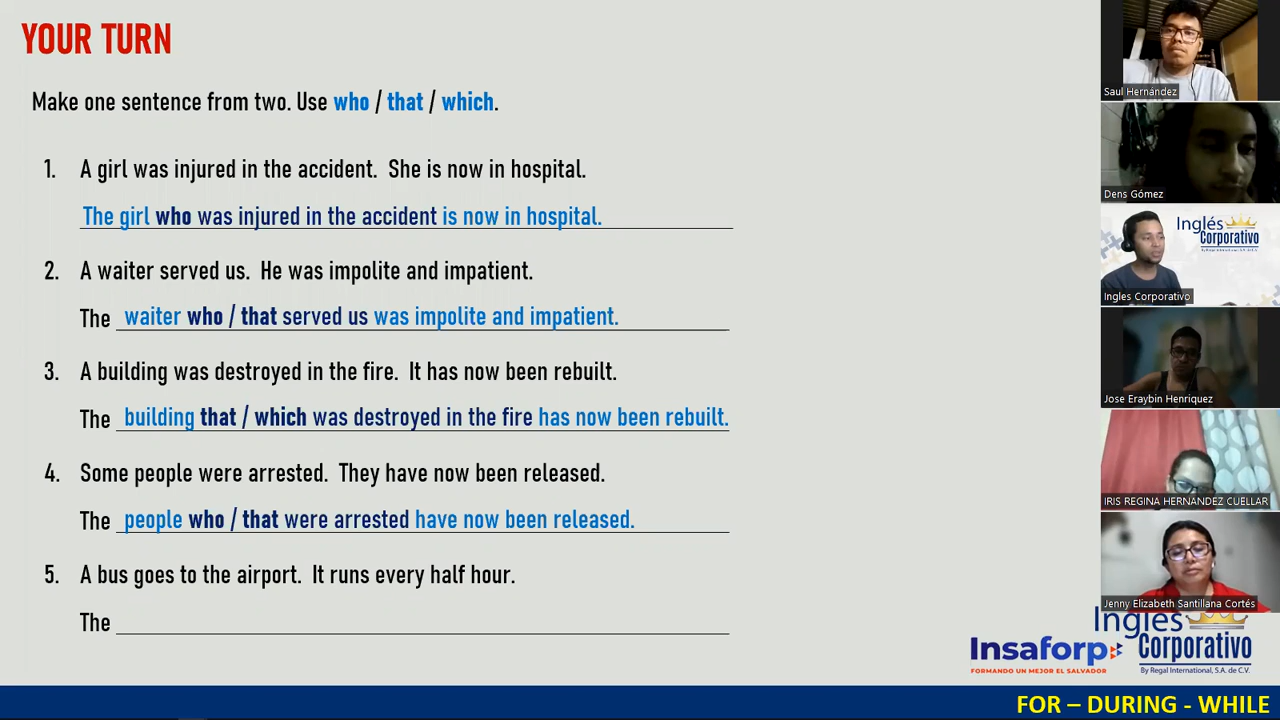 YOUR TURN
Make one sentence from two. Use who / that / which.
1. A girl was injured in the accident. She is now in hospital.
The girl who was injured in the accident is now in hospital.
2. A waiter served us. He was impolite and impatient.
The waiter who / that served us was impolite and impatient.
3. A building was destroyed in the fire. It has now been rebuilt.
The building that / which was destroyed in the fire has now been rebuilt.
4. Some people were arrested. They have now been released.
The people who / that were arrested have now been released.
5. A bus goes to the airport. It runs every half hour.
The
Saul Hernández
Dens Gómez
Inglés
Corporativo
By Regal International, S.A. de C.V.
Ingles Corporativo
Jose Eraybin Henriquez
IRIS REGINA HERNANDEZ CUELLAR
Jenny Elizabeth Santillana Cortés
Insaforp
FORMANDO UN MEJOR EL SALVADOR
Inglés
Corporativo
By Regal International, S.A. de C.V.
FOR – DURING - WHILE